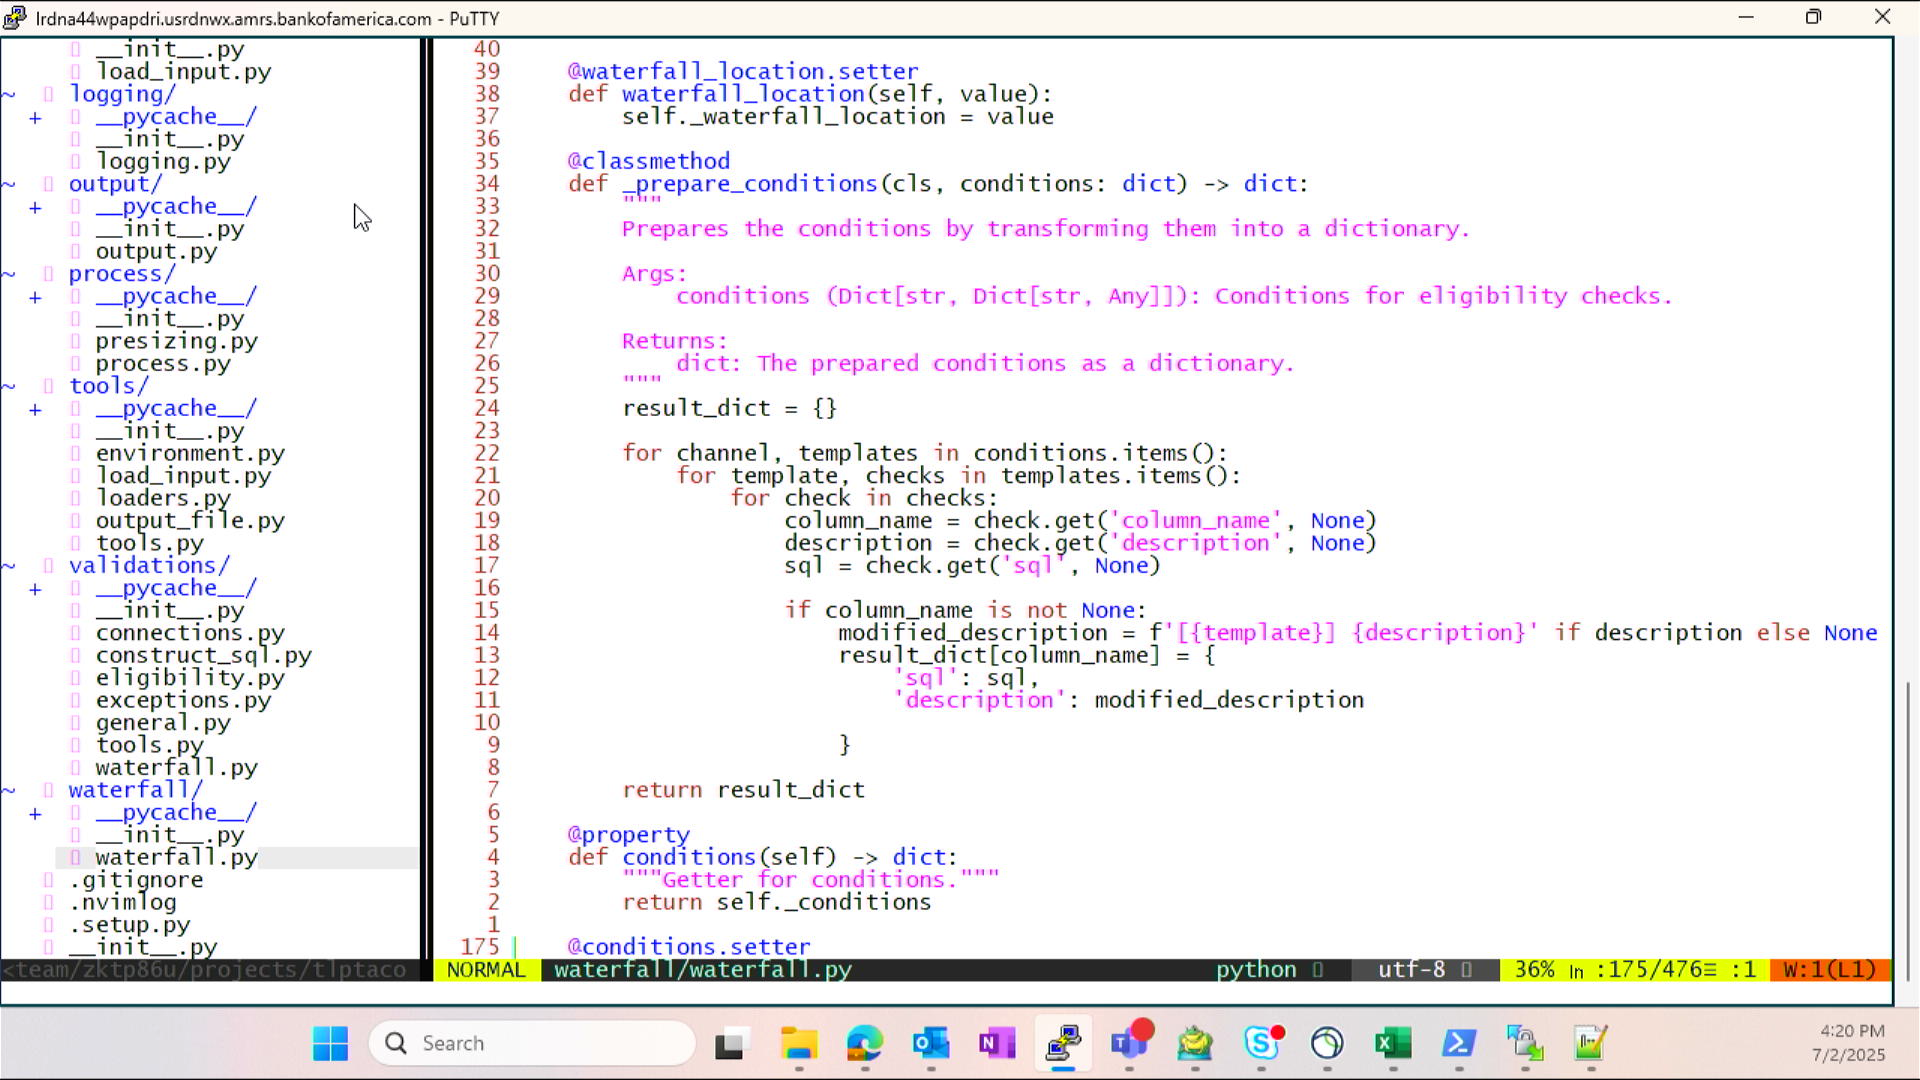 lrdna44wpapdri.usrdnwx.amrs.bankofamerica.com - PuTTY
__init__.py
load_input.py
~ logging/
+ __pycache__/
__init__.py
logging.py
~ output/
+ __pycache__/
__init__.py
output.py
~ process/
+ __pycache__/
__init__.py
presizing.py
process.py
~ tools/
+ __pycache__/
__init__.py
environment.py
load_input.py
loaders.py
output_file.py
tools.py
~ validations/
+ __pycache__/
__init__.py
connections.py
construct_sql.py
eligibility.py
exceptions.py
general.py
tools.py
waterfall.py
~ waterfall/
+ __pycache__/
__init__.py
waterfall.py
.gitignore
.nvimlog
.setup.py
__init__.py
<team/zktp86u/projects/tlptaco
40
39 @waterfall_location.setter
38 def waterfall_location(self, value):
37 self._waterfall_location = value
36
35 @classmethod
34 def _prepare_conditions(cls, conditions: dict) -> dict:
33 """
32 Prepares the conditions by transforming them into a dictionary.
31
30 Args:
29 conditions (Dict[str, Dict[str, Any]]): Conditions for eligibility checks.
28
27 Returns:
26 dict: The prepared conditions as a dictionary.
25 """
24 result_dict = {}
23
22 for channel, templates in conditions.items():
21 for template, checks in templates.items():
20 for check in checks:
19 column_name = check.get('column_name', None)
18 description = check.get('description', None)
17 sql = check.get('sql', None)
16
15 if column_name is not None:
14 modified_description = f'[{template}] {description}' if description else None
13 result_dict[column_name] = {
12 'sql': sql,
11 'description': modified_description
10
9 }
8
7 return result_dict
6
5 @property
4 def conditions(self) -> dict:
3 """Getter for conditions."""
2 return self._conditions
1
175 @conditions.setter
NORMAL waterfall/waterfall.py python utf-8 36% ln :175/476≡ :1 W:1(L1)
Search
4:20 PM
7/2/2025